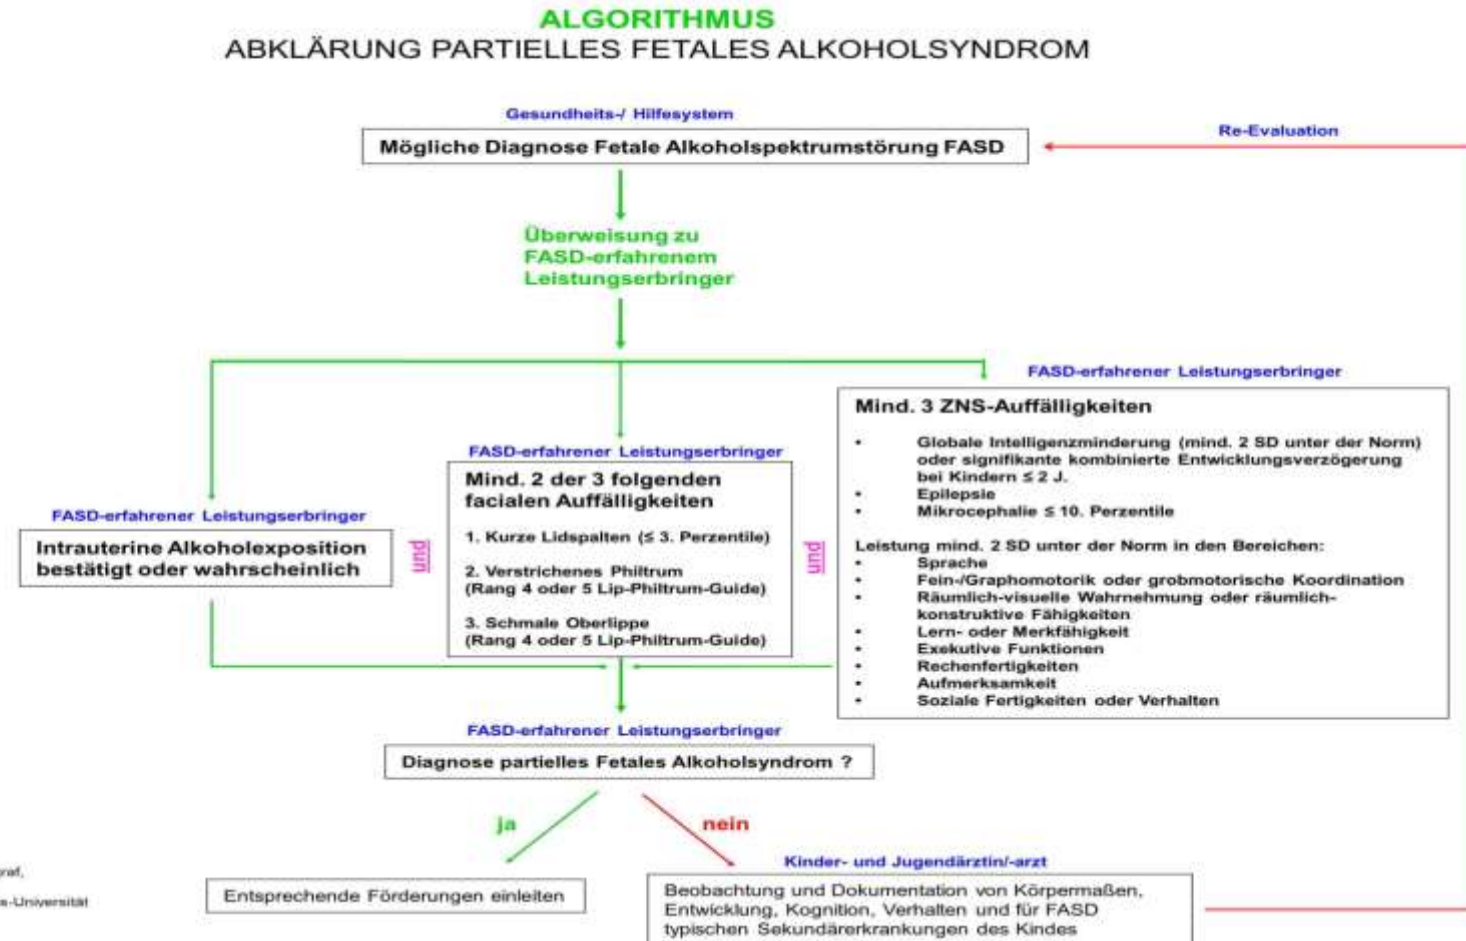 ALGORITHMUS
ABKLÄRUNG PARTIELLES FETALES ALKOHOLSYNDROM
Gesundheits-/ Hilfesystem
Mögliche Diagnose Fetale Alkoholspektrumstörung FASD
Re-Evaluation
Überweisung zu
FASD-erfahrenem
Leistungserbringer
FASD-erfahrener Leistungserbringer
Intrauterine Alkoholexposition
bestätigt oder wahrscheinlich
und
FASD-erfahrener Leistungserbringer
Mind. 2 der 3 folgenden
facialen Auffälligkeiten
1. Kurze Lidspalten (≤ 3. Perzentile)
2. Verstrichenes Philtrum
(Rang 4 oder 5 Lip-Philtrum-Guide)
3. Schmale Oberlippe
(Rang 4 oder 5 Lip-Philtrum-Guide)
und
FASD-erfahrener Leistungserbringer
Mind. 3 ZNS-Auffälligkeiten
• Globale Intelligenzminderung (mind. 2 SD unter der Norm)
oder signifikante kombinierte Entwicklungsverzögerung
bei Kindern ≤ 2 J.
• Epilepsie
• Mikrocephalie ≤ 10. Perzentile
Leistung mind. 2 SD unter der Norm in den Bereichen:
• Sprache
• Fein-/Graphomotorik oder grobmotorische Koordination
• Räumlich-visuelle Wahrnehmung oder räumlich-
konstruktive Fähigkeiten
• Lern- oder Merkfähigkeit
• Exekutive Funktionen
• Rechenfertigkeiten
• Aufmerksamkeit
• Soziale Fertigkeiten oder Verhalten
FASD-erfahrener Leistungserbringer
Diagnose partielles Fetales Alkoholsyndrom ?
ja
nein
Entsprechende Förderungen einleiten
Kinder- und Jugendärztin/-arzt
Beobachtung und Dokumentation von Körpermaßen,
Entwicklung, Kognition, Verhalten und für FASD
typischen Sekundärerkrankungen des Kindes
s-Universität